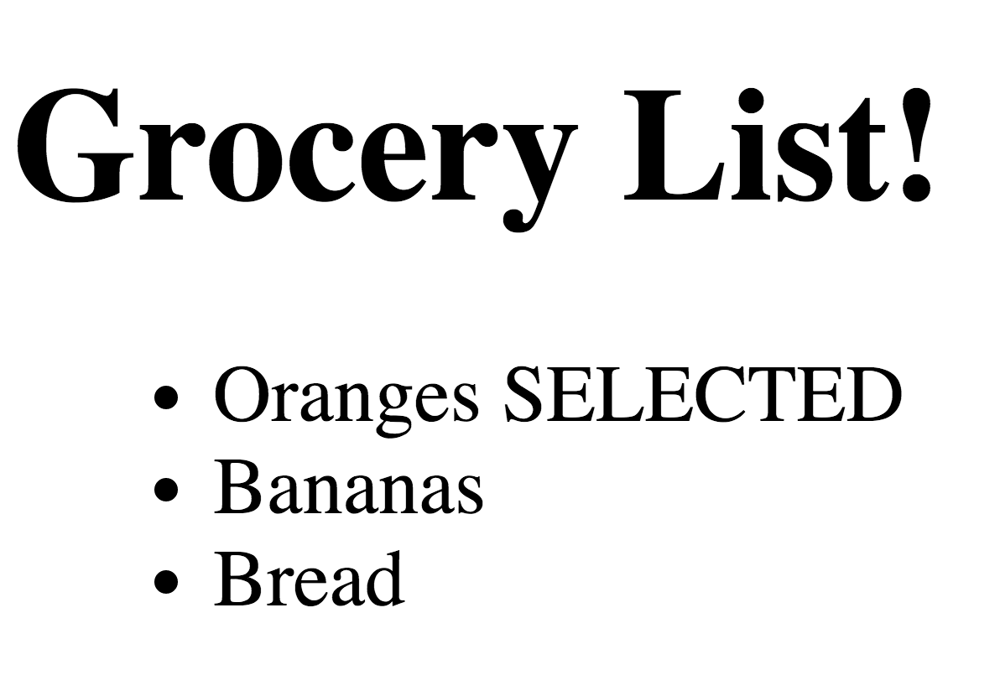 Grocery List!
• Oranges SELECTED
• Bananas
• Bread